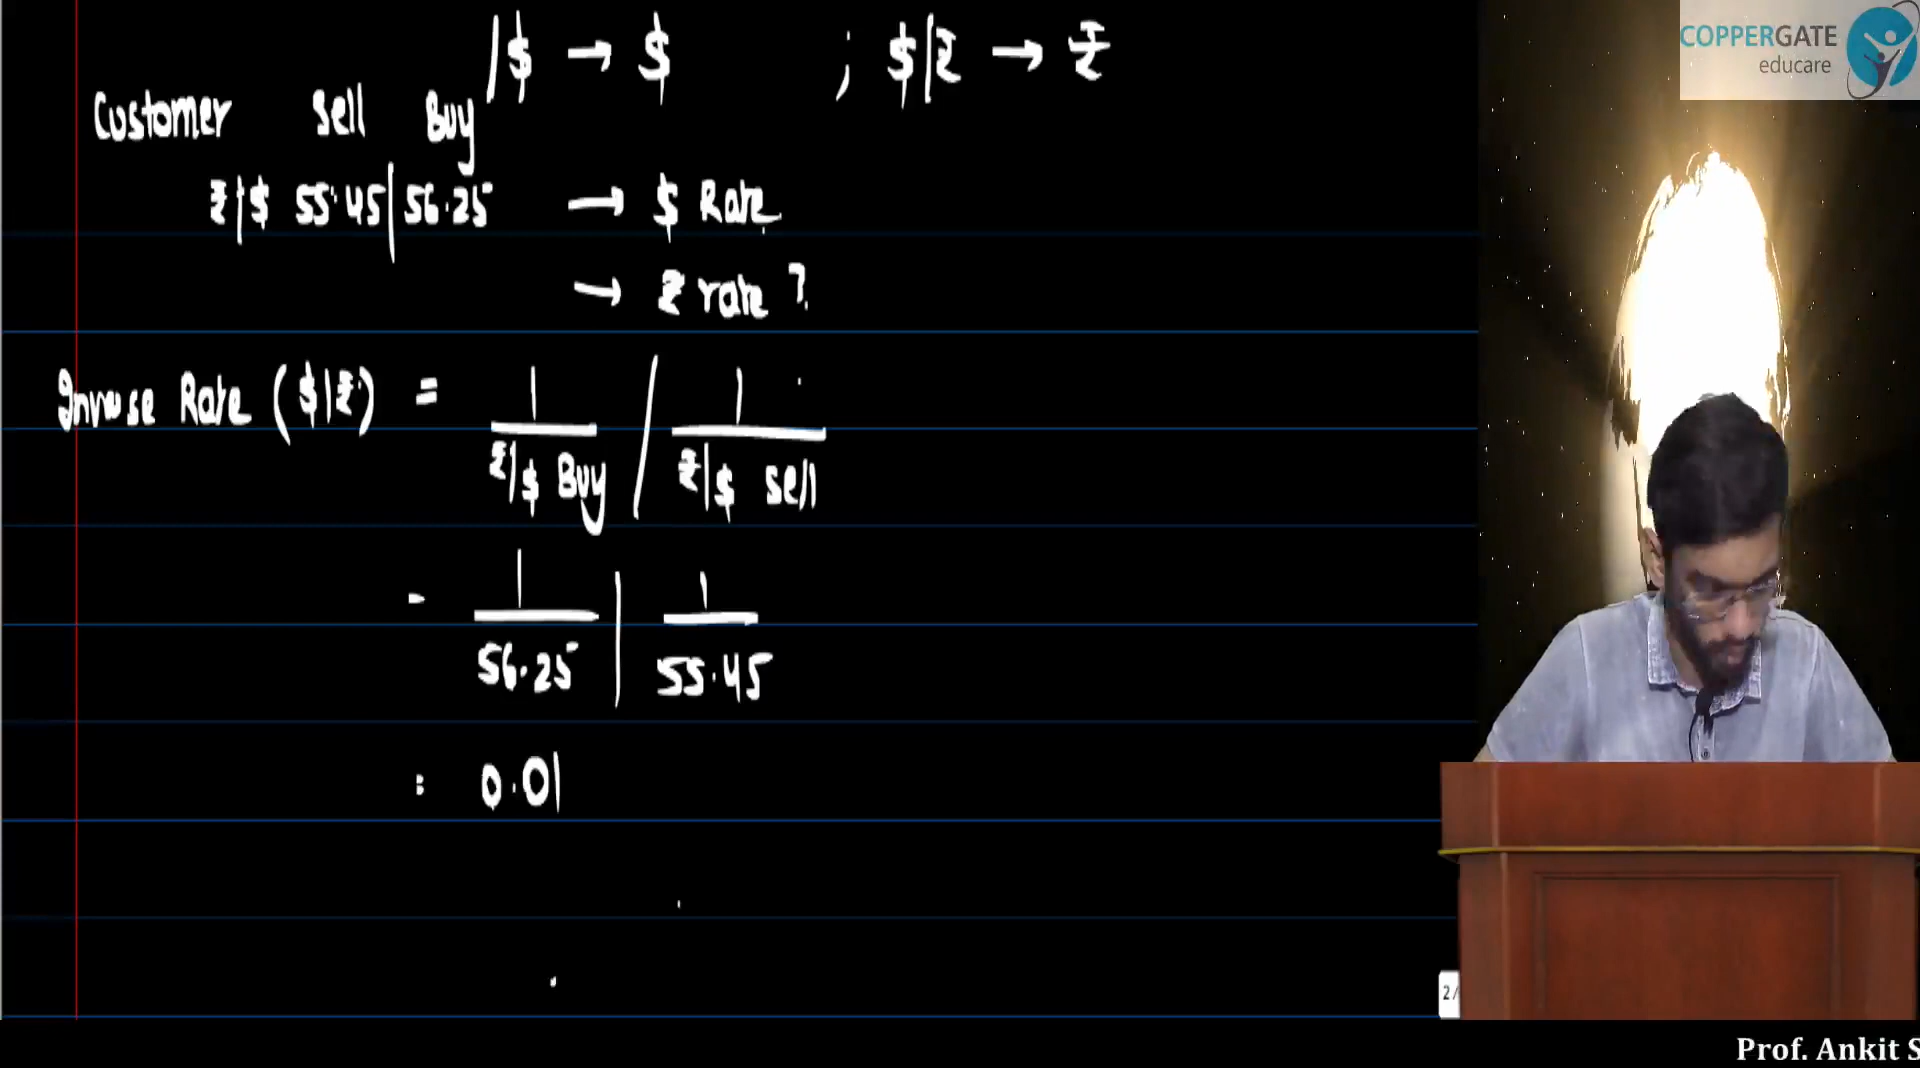 /$ → $ ; $|₹ → ₹
COPPERGATE
educare
Customer Sell Buy
₹|$ 55.45|56.25 → $ Rate
→ ₹ rate ?
Inverse Rate ($|₹) = 1 / ₹|$ Buy / 1 / ₹|$ Sell
- 1 / 56.25 | 1 / 55.45
: 0.01
2/
Prof. Ankit S